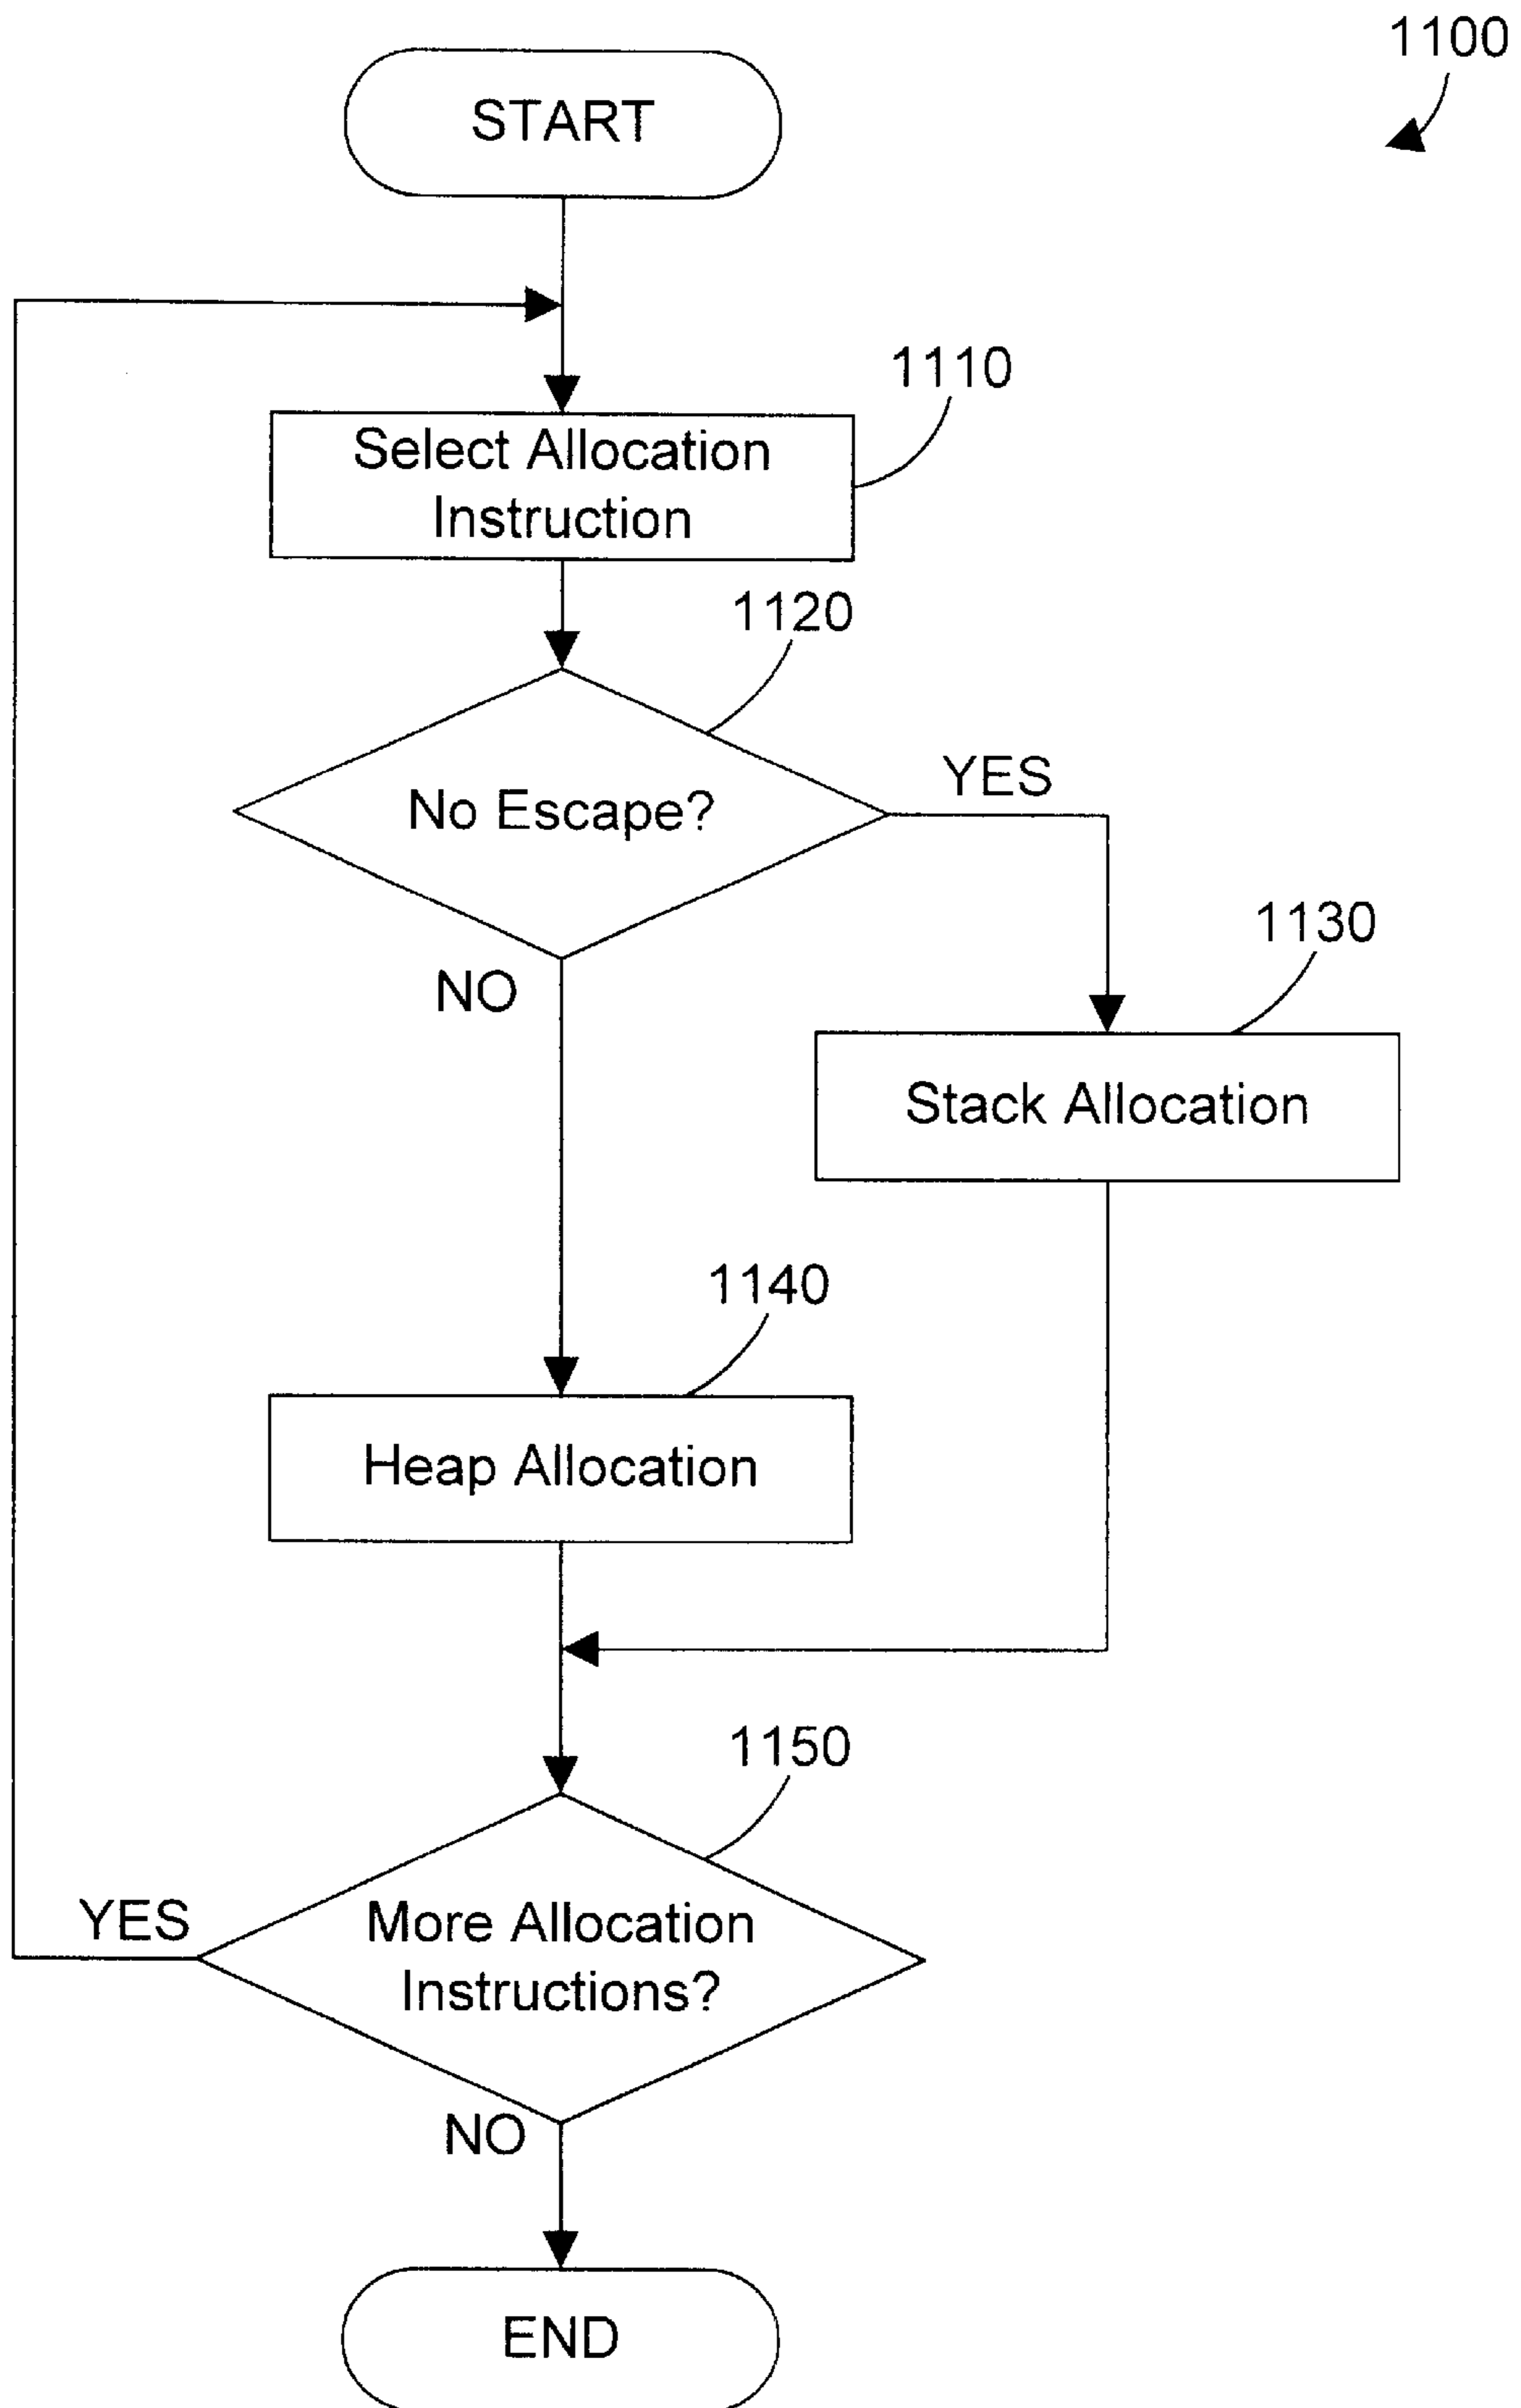 1100
START
1110
Select Allocation
Instruction
1120
No Escape?
YES
NO
1130
Stack Allocation
1140
Heap Allocation
1150
More Allocation
Instructions?
YES
NO
END